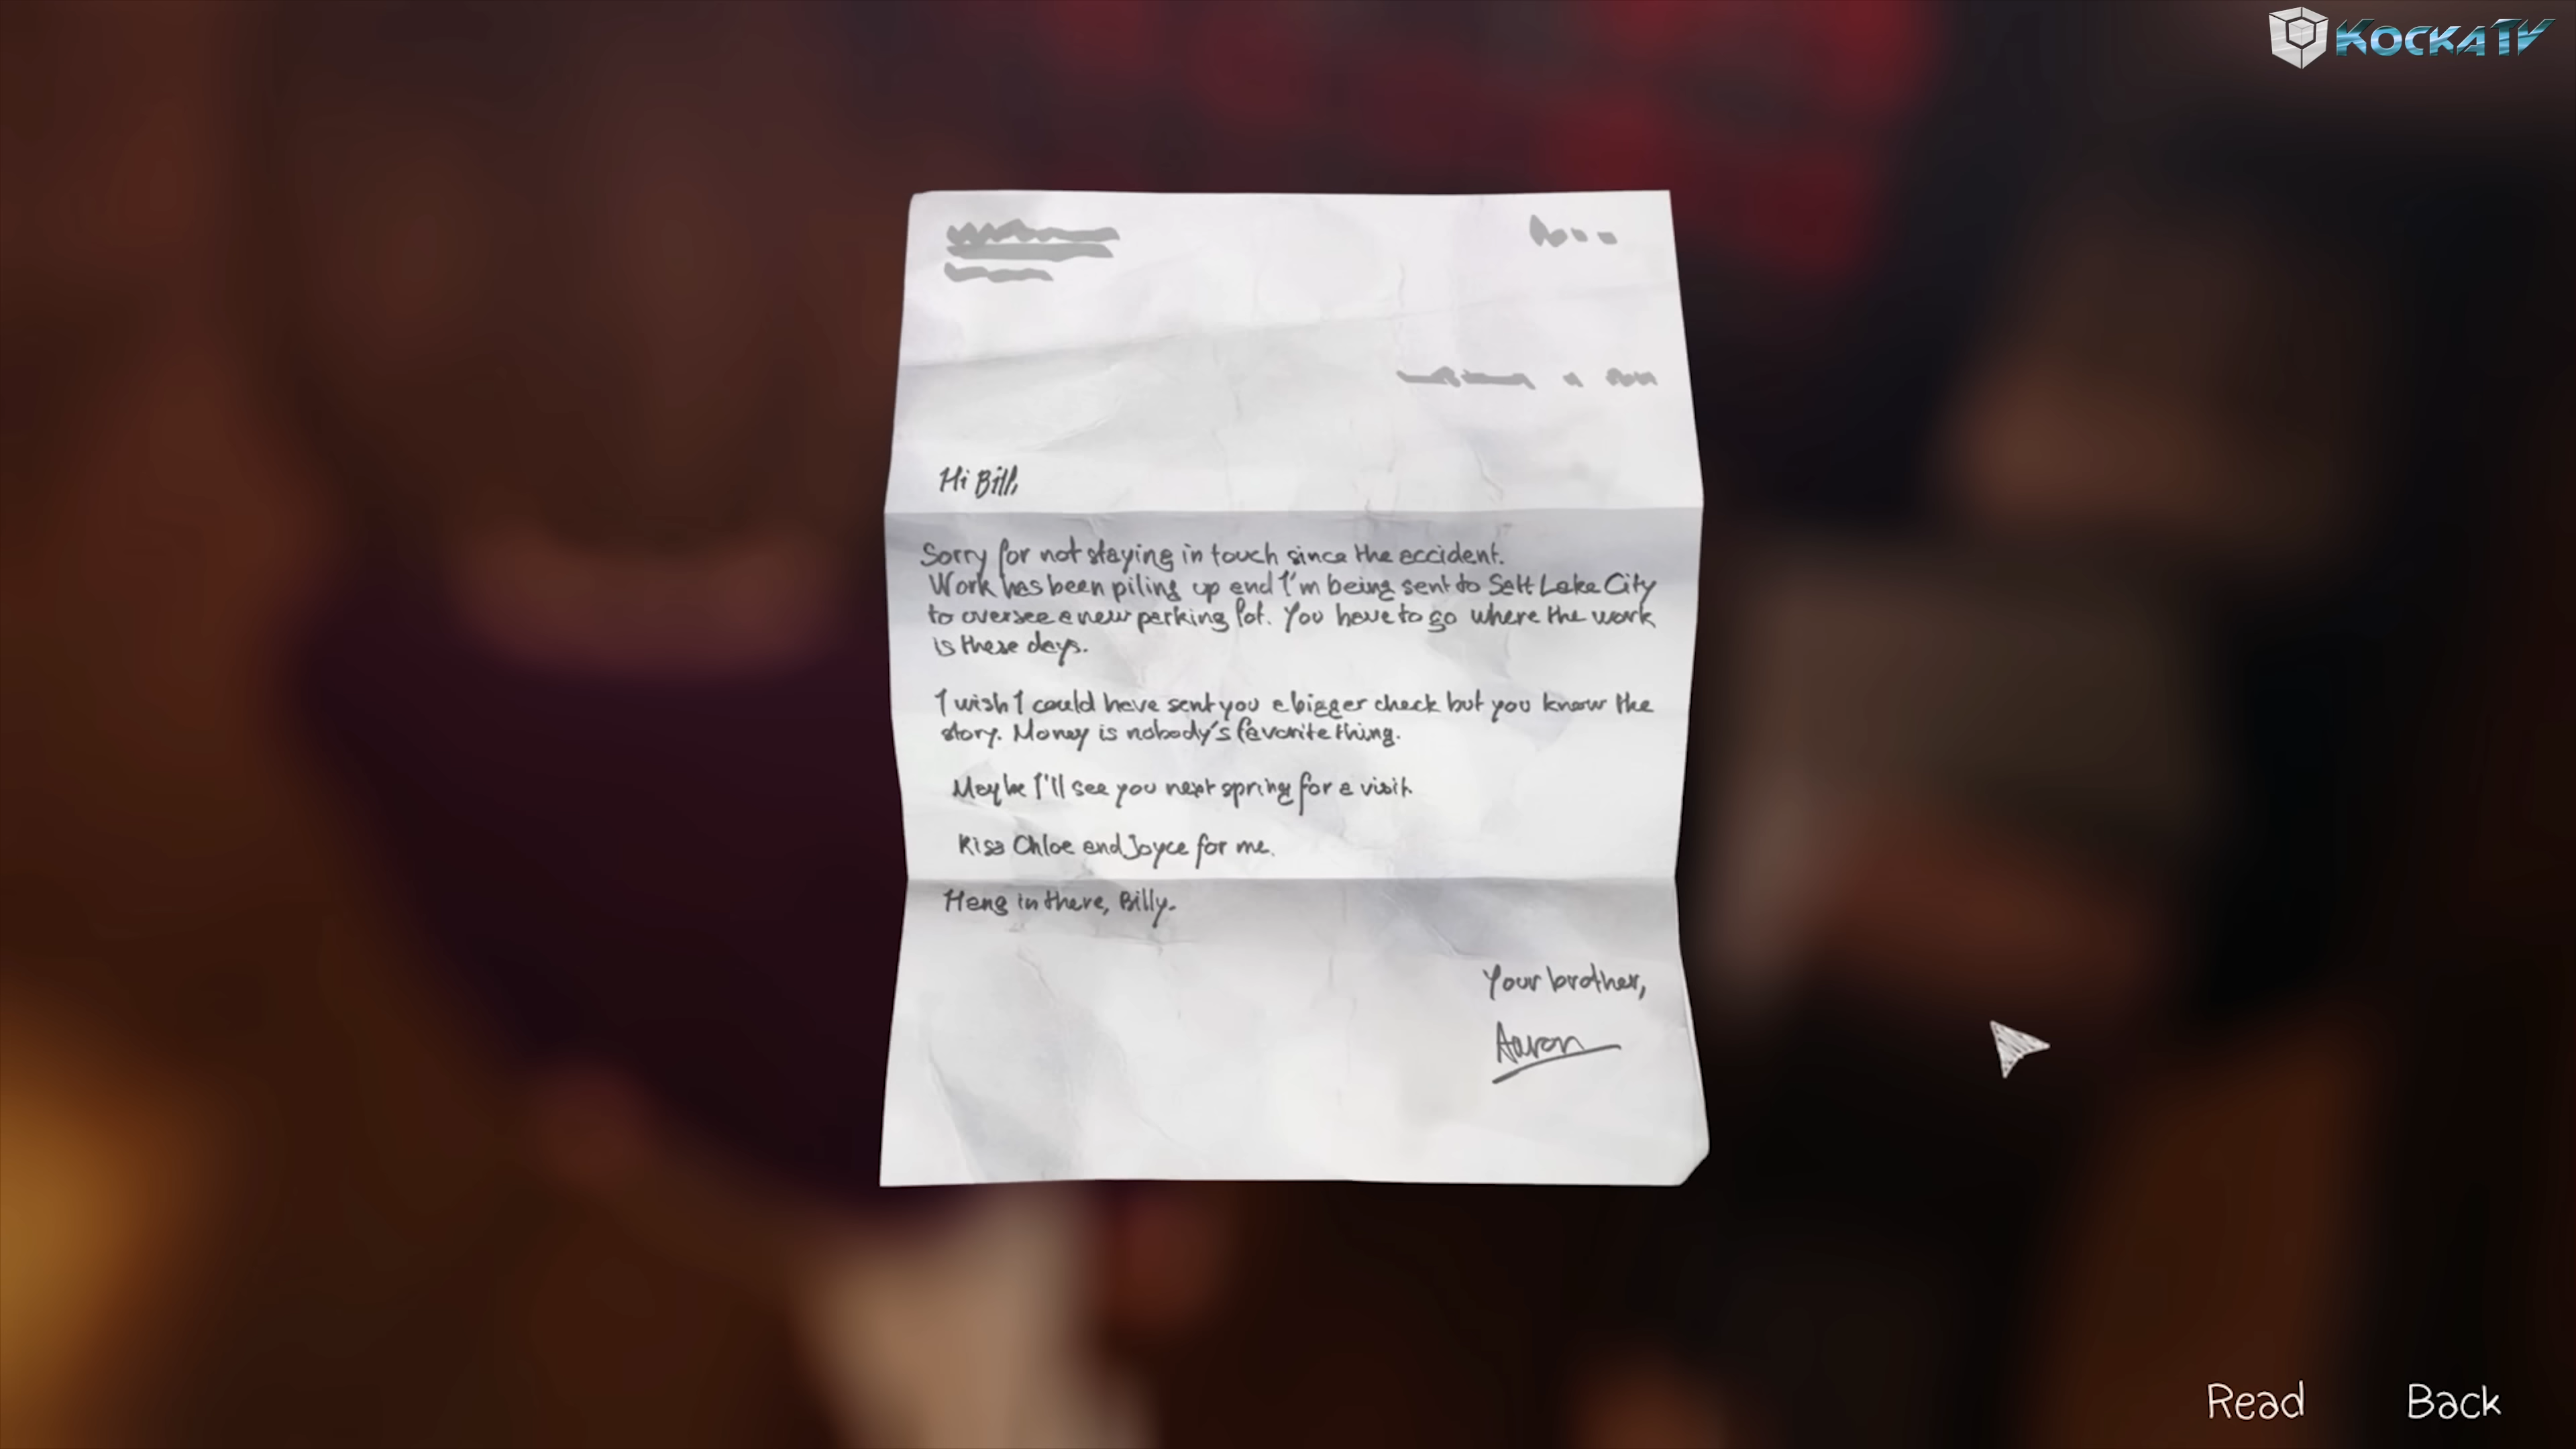 KOCKATV
Hi Bill,
Sorry for not staying in touch since the accident.
Work has been piling up and I'm being sent to Salt Lake City
to oversee a new parking lot. You have to go where the work
is these days.
I wish I could have sent you a bigger check but you know the
story. Money is nobody's favorite thing.
Maybe I'll see you next spring for a visit.
Kiss Chloe and Joyce for me.
Hang in there, Billy.
Your brother,
Aaron
Read Back